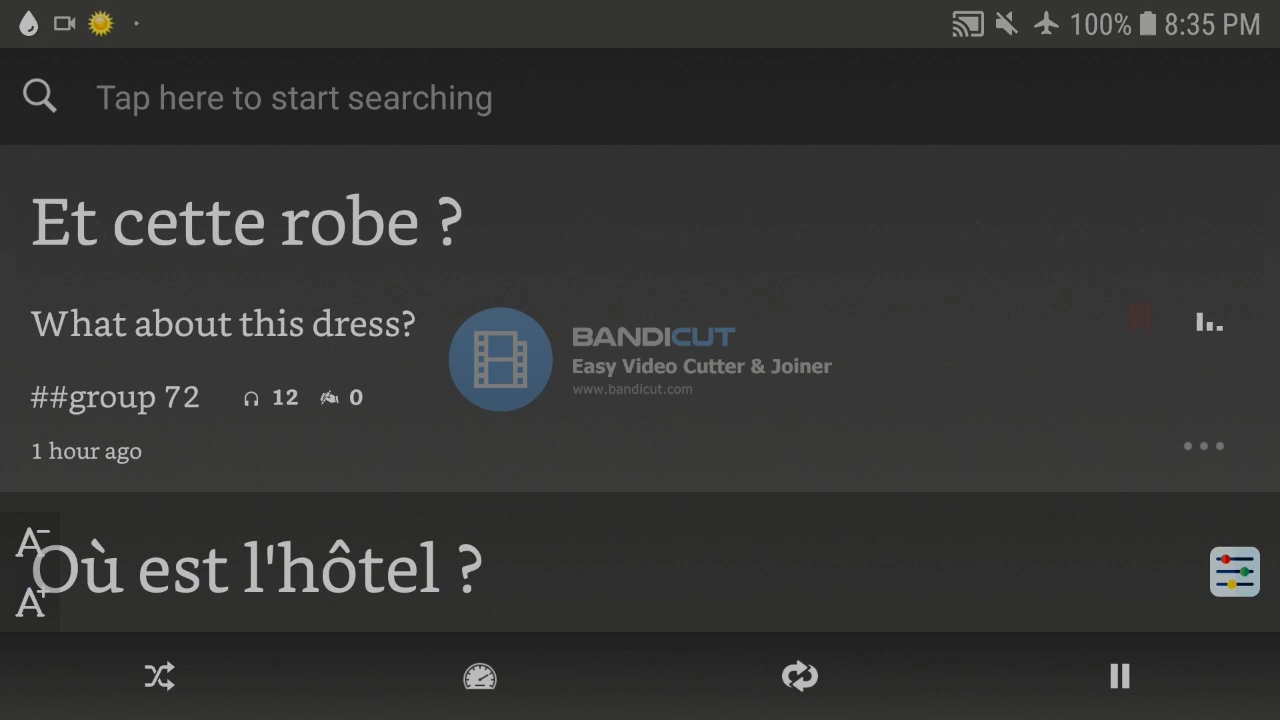 100% 8:35 PM
Tap here to start searching
Et cette robe ?
What about this dress?
BANDICUT
Easy Video Cutter & Joiner
www.bandicut.com
##group 72 12 0
1 hour ago
A-
Où est l'hôtel ?
A+